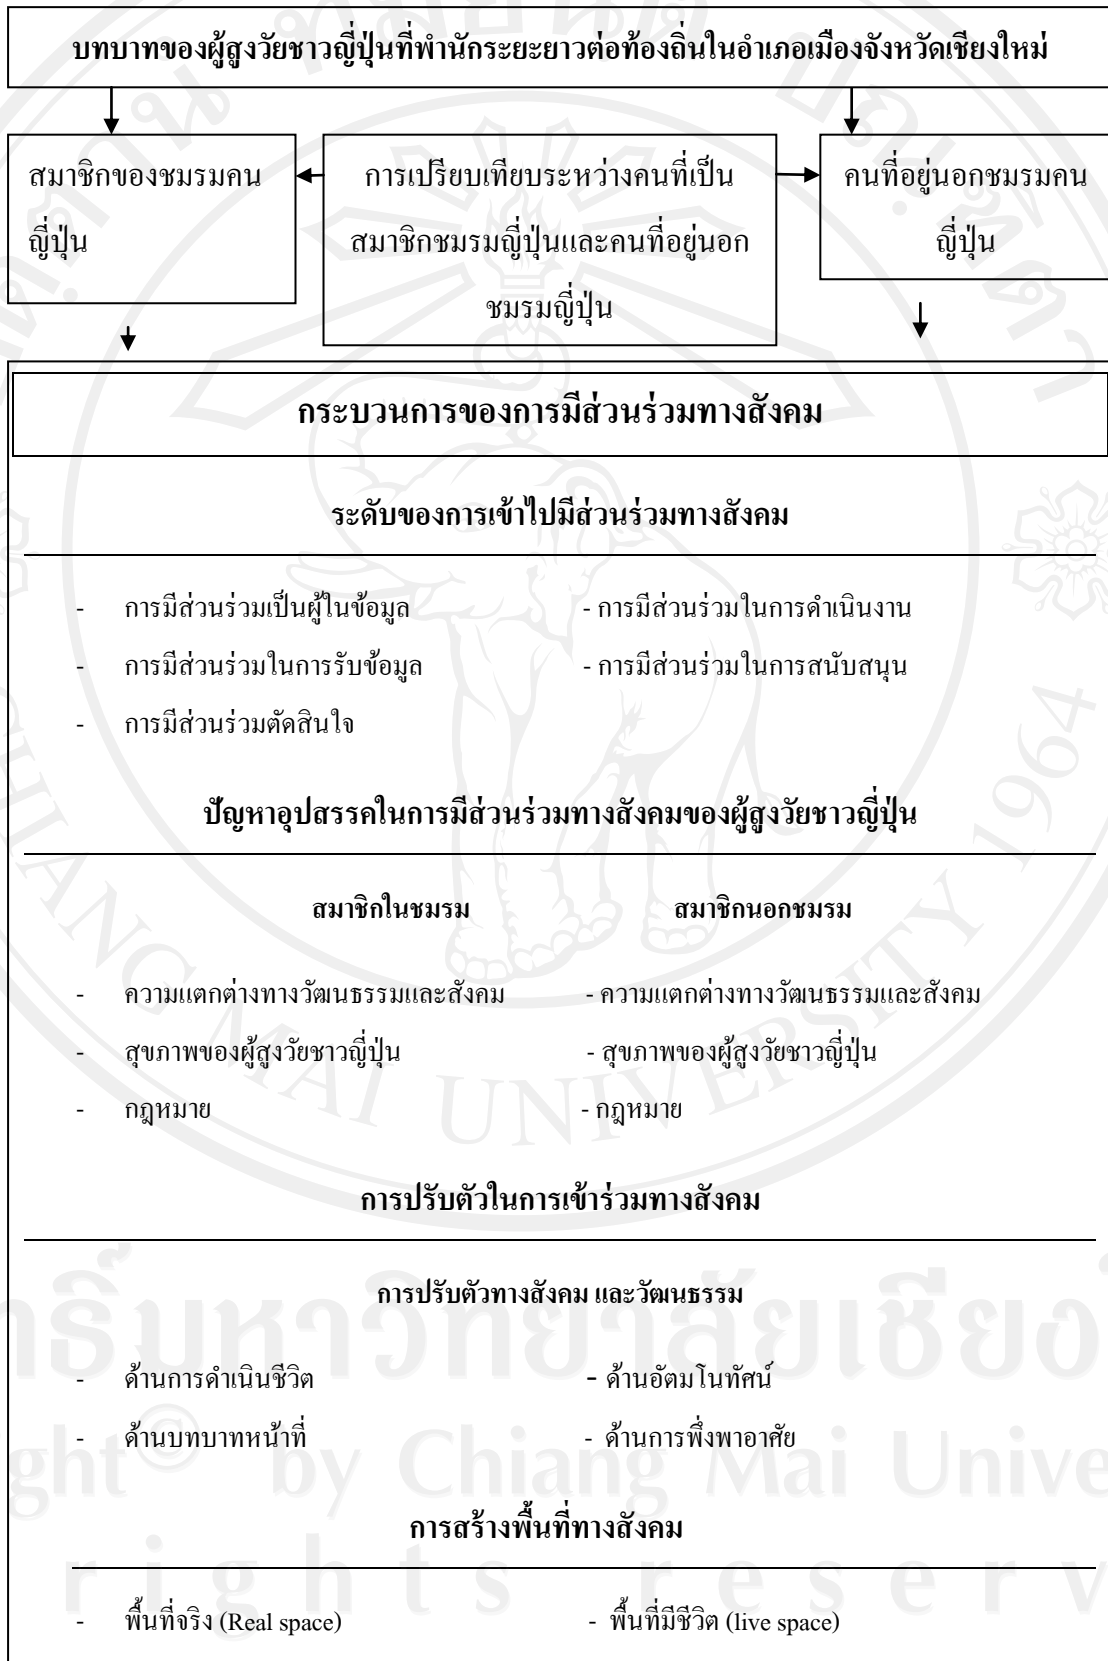 บทบาทของผู้สูงวัยชาวญี่ปุ่นที่พำนักระยะยาวต่อท้องถิ่นในอำเภอเมืองจังหวัดเชียงใหม่
สมาชิกของชมรมคน
ญี่ปุ่น
การเปรียบเทียบระหว่างคนที่เป็น
สมาชิกชมรมญี่ปุ่นและคนที่อยู่นอก
ชมรมญี่ปุ่น
คนที่อยู่นอกชมรมคน
ญี่ปุ่น
กระบวนการของการมีส่วนร่วมทางสังคม
ระดับของการเข้าไปมีส่วนร่วมทางสังคม
- การมีส่วนร่วมเป็นผู้ในข้อมูล - การมีส่วนร่วมในการดำเนินงาน
- การมีส่วนร่วมในการรับข้อมูล - การมีส่วนร่วมในการสนับสนุน
- การมีส่วนร่วมตัดสินใจ
ปัญหาอุปสรรคในการมีส่วนร่วมทางสังคมของผู้สูงวัยชาวญี่ปุ่น
สมาชิกในชมรม สมาชิกนอกชมรม
- ความแตกต่างทางวัฒนธรรมและสังคม - ความแตกต่างทางวัฒนธรรมและสังคม
- สุขภาพของผู้สูงวัยชาวญี่ปุ่น - สุขภาพของผู้สูงวัยชาวญี่ปุ่น
- กฎหมาย - กฎหมาย
การปรับตัวในการเข้าร่วมทางสังคม
การปรับตัวทางสังคม และวัฒนธรรม
- ด้านการดำเนินชีวิต - ด้านอัตมโนทัศน์
- ด้านบทบาทหน้าที่ - ด้านการพึ่งพาอาศัย
การสร้างพื้นที่ทางสังคม
- พื้นที่จริง (Real space) - พื้นที่มีชีวิต (live space)
CHIANG MAI UNIVERSITY 1964
by Chiang Mai
rights